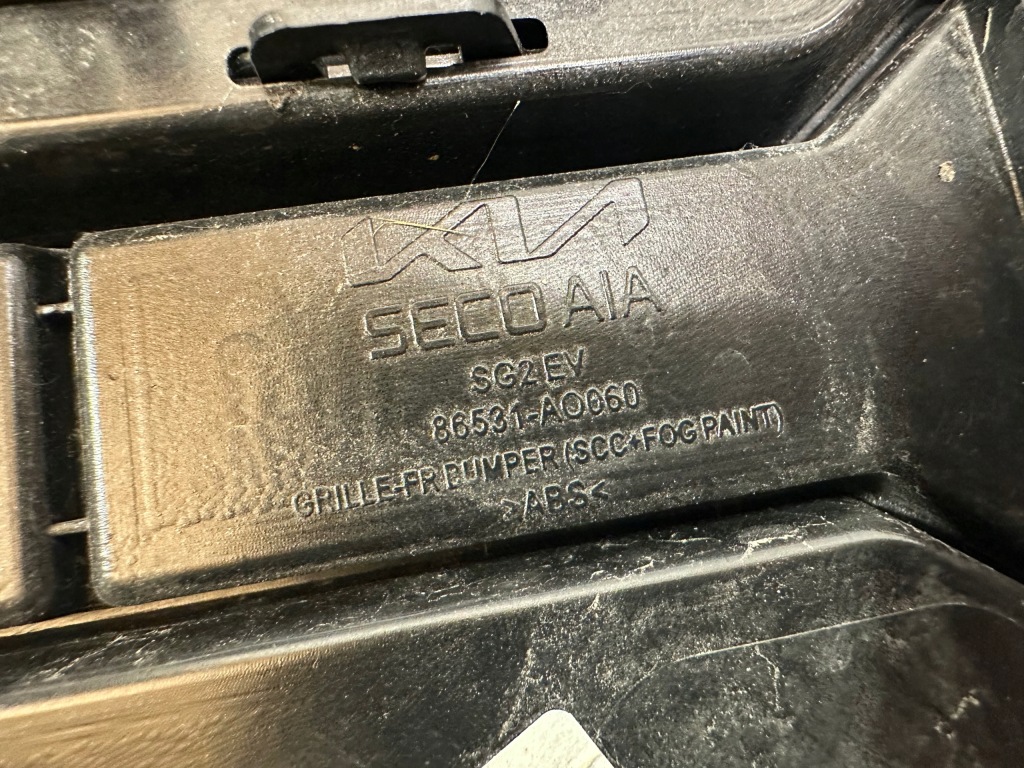 KIA
SECO AIA
SG2 EV
86531-AO060
GRILLE-FR BUMPER (SCC+FOG PAINT)
>ABS<